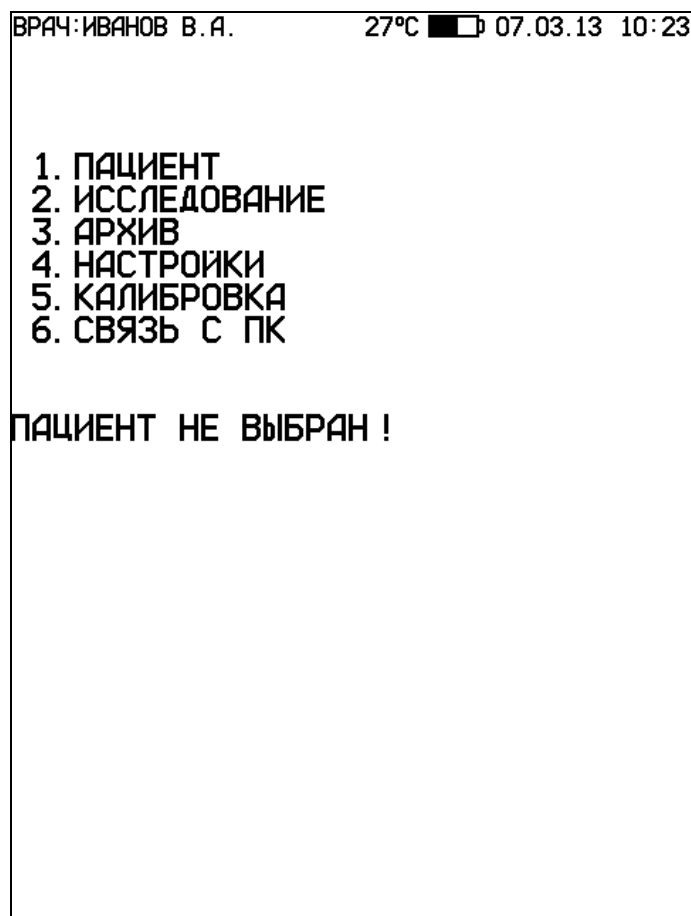 ВРАЧ:ИВАНОВ В.А. 27°C 07.03.13 10:23
1. ПАЦИЕНТ
2. ИССЛЕДОВАНИЕ
3. АРХИВ
4. НАСТРОЙКИ
5. КАЛИБРОВКА
6. СВЯЗЬ С ПК
ПАЦИЕНТ НЕ ВЫБРАН !